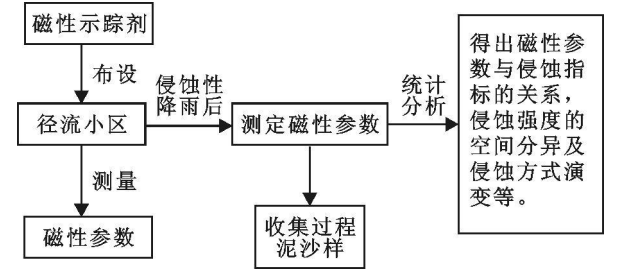 磁性示踪剂
布设
径流小区
测量
磁性参数
侵蚀性
降雨后
测定磁性参数
收集过程
泥沙样
统计
分析
得出磁性参
数与侵蚀指
标的关系，
侵蚀强度的
空间分异及
侵蚀方式演
变等。